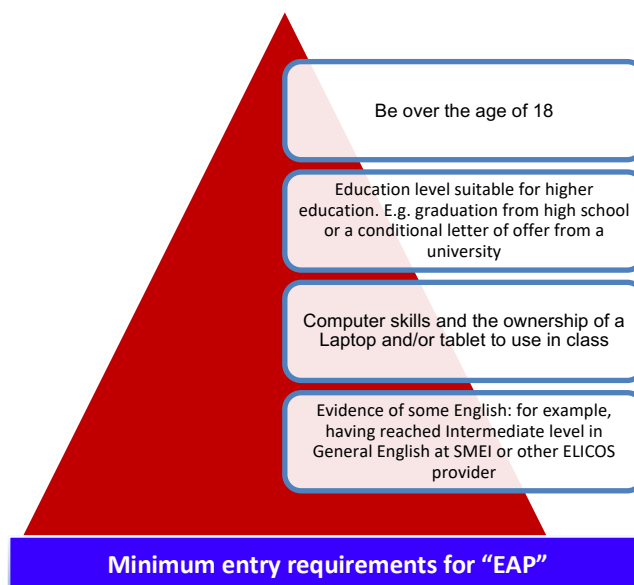 Be over the age of 18
Education level suitable for higher
education. E.g. graduation from high school
or a conditional letter of offer from a
university
Computer skills and the ownership of a
Laptop and/or tablet to use in class
Evidence of some English: for example,
having reached Intermediate level in
General English at SMEI or other ELICOS
provider
Minimum entry requirements for “EAP”